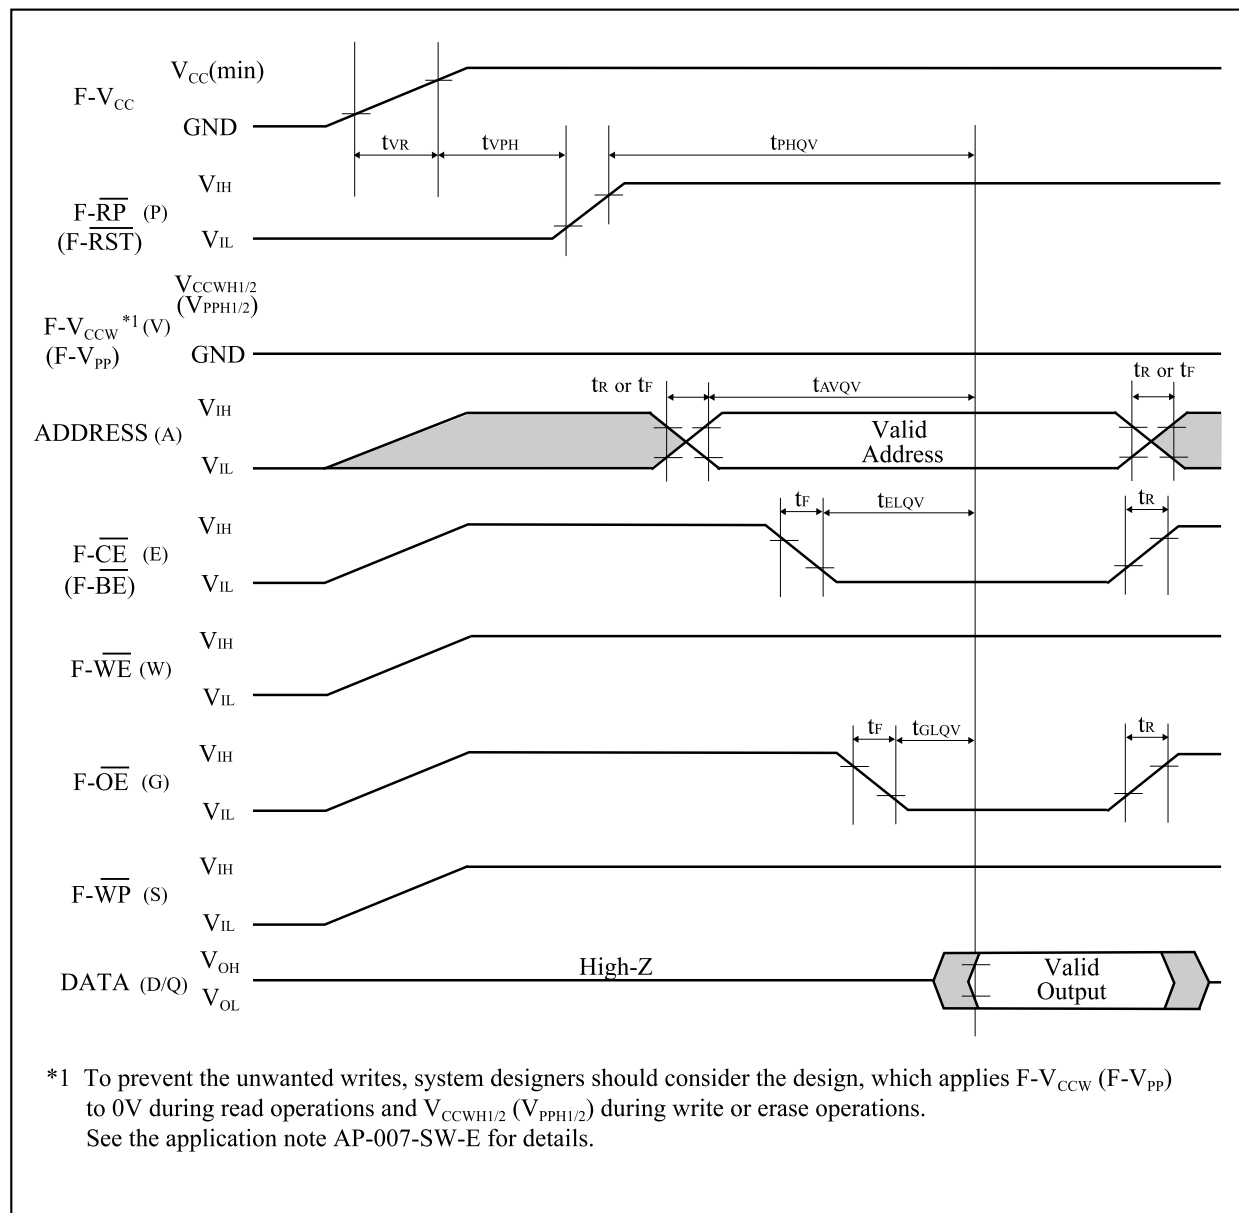 VCC(min)
F-VCC
GND
tVR
tVPH
tPHQV
VIH
F-RP (P)
(F-RST)
VIL
VCCWH1/2
(VPPH1/2)
F-VCCW *1 (V)
(F-VPP)
GND
tR or tF
tAVQV
tR or tF
VIH
ADDRESS (A)
Valid
Address
VIL
tF
tELQV
tR
VIH
F-CE (E)
(F-BE)
VIL
VIH
F-WE (W)
VIL
tF
tGLQV
tR
VIH
F-OE (G)
VIL
VIH
F-WP (S)
VIL
VOH
High-Z
Valid
Output
DATA (D/Q)
VOL
*1 To prevent the unwanted writes, system designers should consider the design, which applies F-VCCW (F-VPP)
to 0V during read operations and VCCWH1/2 (VPPH1/2) during write or erase operations.
See the application note AP-007-SW-E for details.